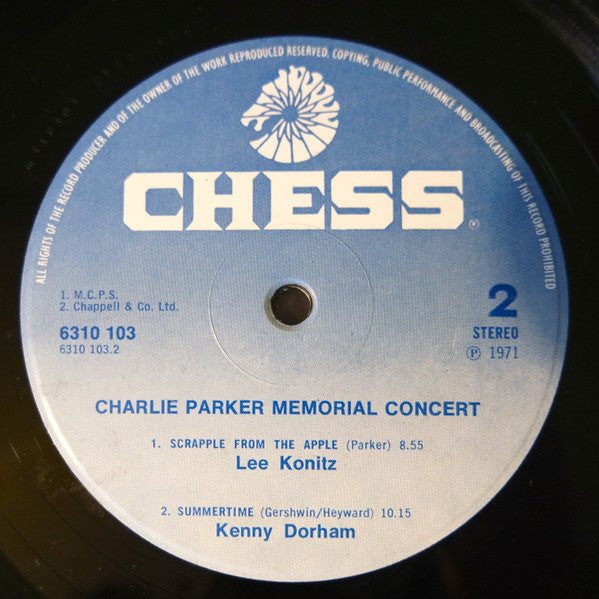 ALL RIGHTS OF THE RECORD PRODUCER AND OF THE OWNER OF THE WORK REPRODUCED RESERVED. COPYING, PUBLIC PERFORMANCE AND BROADCASTING OF THIS RECORD PROHIBITED
CHESS®
1. M.C.P.S.
2. Chappell & Co. Ltd.
6310 103
6310 103.2
2
STEREO
℗ 1971
CHARLIE PARKER MEMORIAL CONCERT
1. SCRAPPLE FROM THE APPLE (Parker) 8.55
Lee Konitz
2. SUMMERTIME (Gershwin/Heyward) 10.15
Kenny Dorham